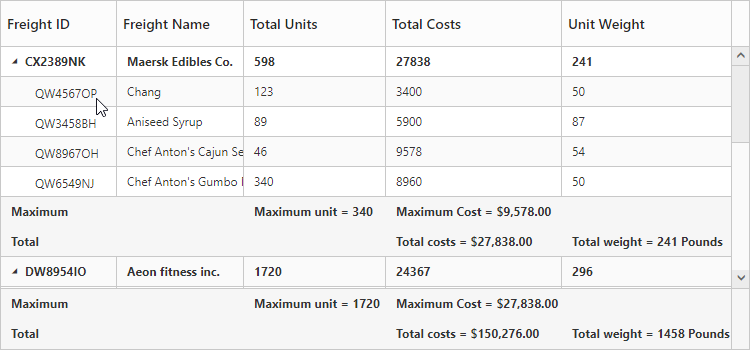 Freight ID Freight Name Total Units Total Costs Unit Weight
CX2389NK Maersk Edibles Co. 598 27838 241
QW4567OP Chang 123 3400 50
QW3458BH Aniseed Syrup 89 5900 87
QW8967OH Chef Anton's Cajun Se 46 9578 54
QW6549NJ Chef Anton's Gumbo 340 8960 50
Maximum Maximum unit = 340 Maximum Cost = $9,578.00
Total Total costs = $27,838.00 Total weight = 241 Pounds
DW8954IO Aeon fitness inc. 1720 24367 296
Maximum Maximum unit = 1720 Maximum Cost = $27,838.00
Total Total costs = $150,276.00 Total weight = 1458 Pounds